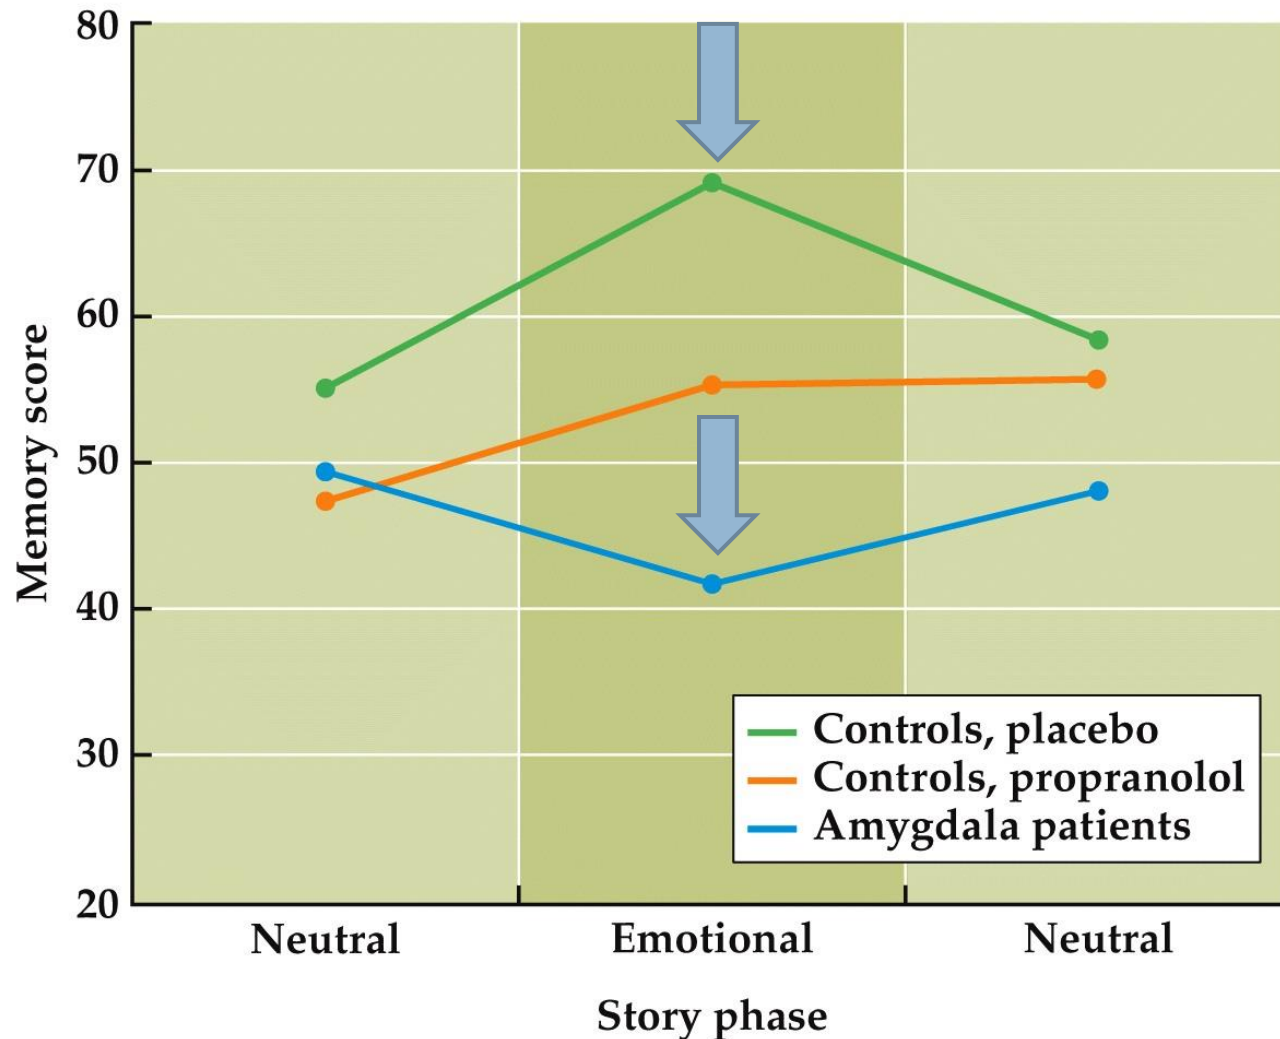 80
70
60
50
40
30
20
Memory score
Neutral
Emotional
Neutral
Story phase
Controls, placebo
Controls, propranolol
Amygdala patients